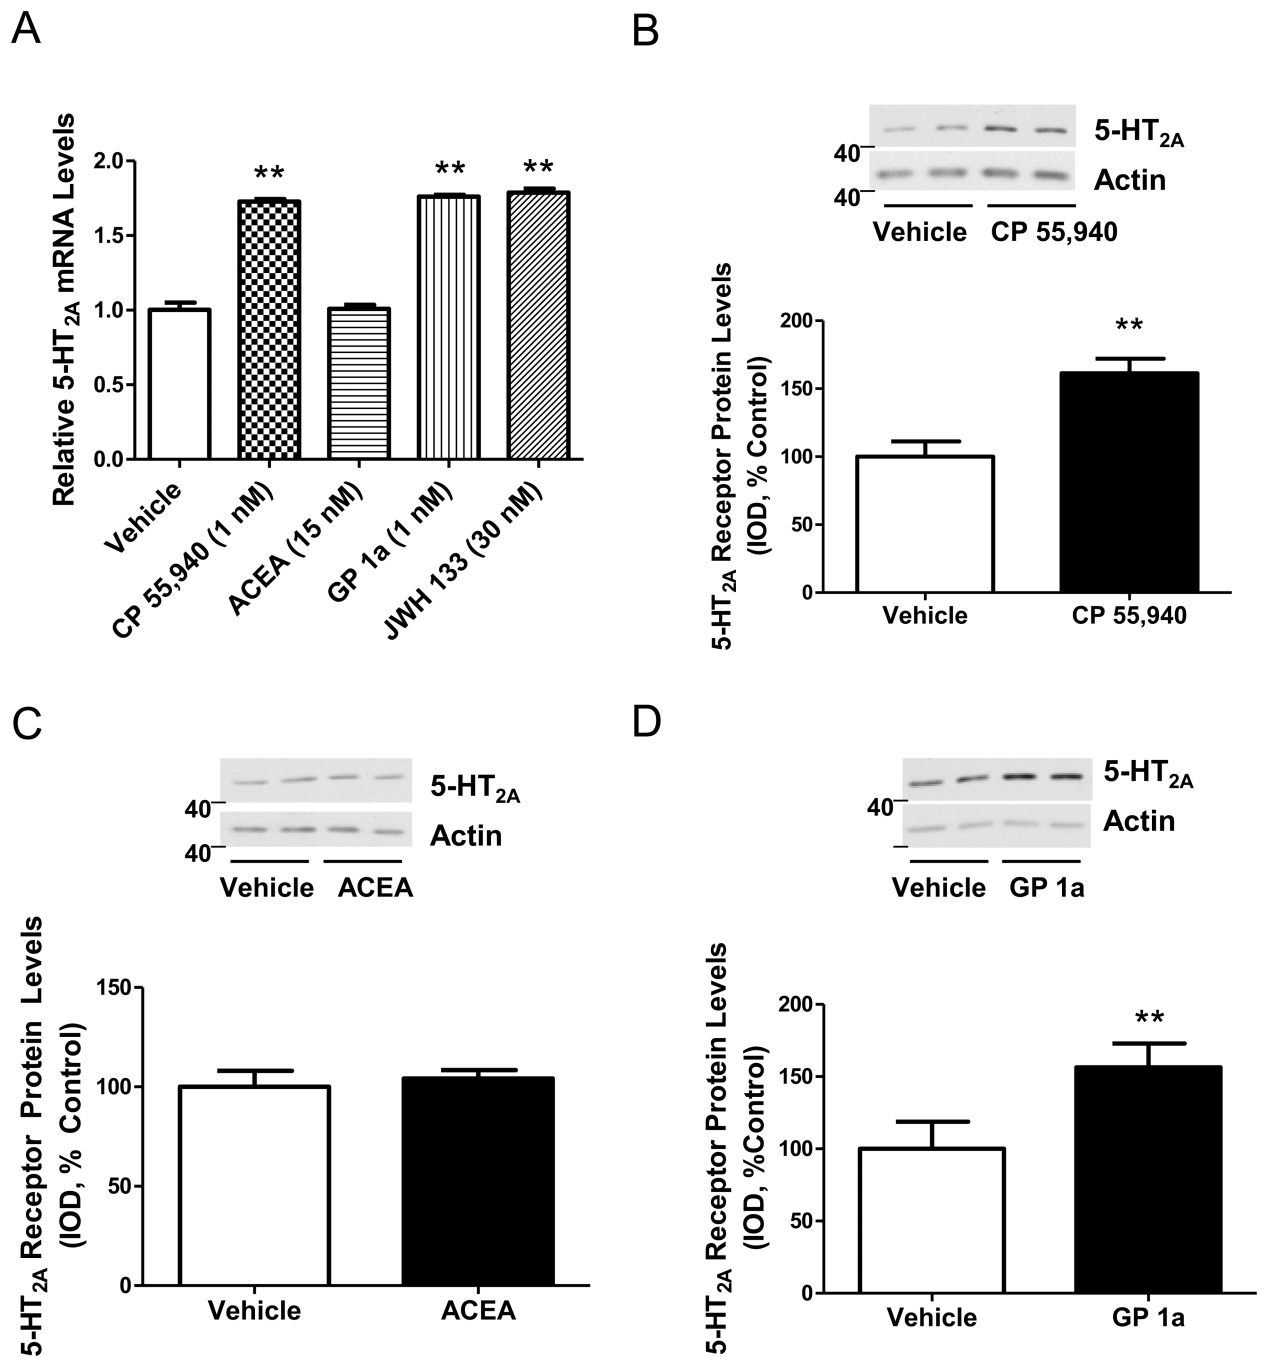 A
Relative 5-HT2A mRNA Levels
2.0
1.5
1.0
0.5
0.0
**
**
**
Vehicle
CP 55,940 (1 nM)
ACEA (15 nM)
GP 1a (1 nM)
JWH 133 (30 nM)
B
5-HT2A
40
Actin
40
Vehicle CP 55,940
5-HT2A Receptor Protein Levels
(IOD, % Control)
200
150
100
50
0
**
Vehicle CP 55,940
C
5-HT2A
40
Actin
40
Vehicle ACEA
5-HT2A Receptor Protein Levels
(IOD, % Control)
150
100
50
0
Vehicle ACEA
D
5-HT2A
40
Actin
Vehicle GP 1a
5-HT2A Receptor Protein Levels
(IOD, %Control)
200
150
100
50
0
**
Vehicle GP 1a